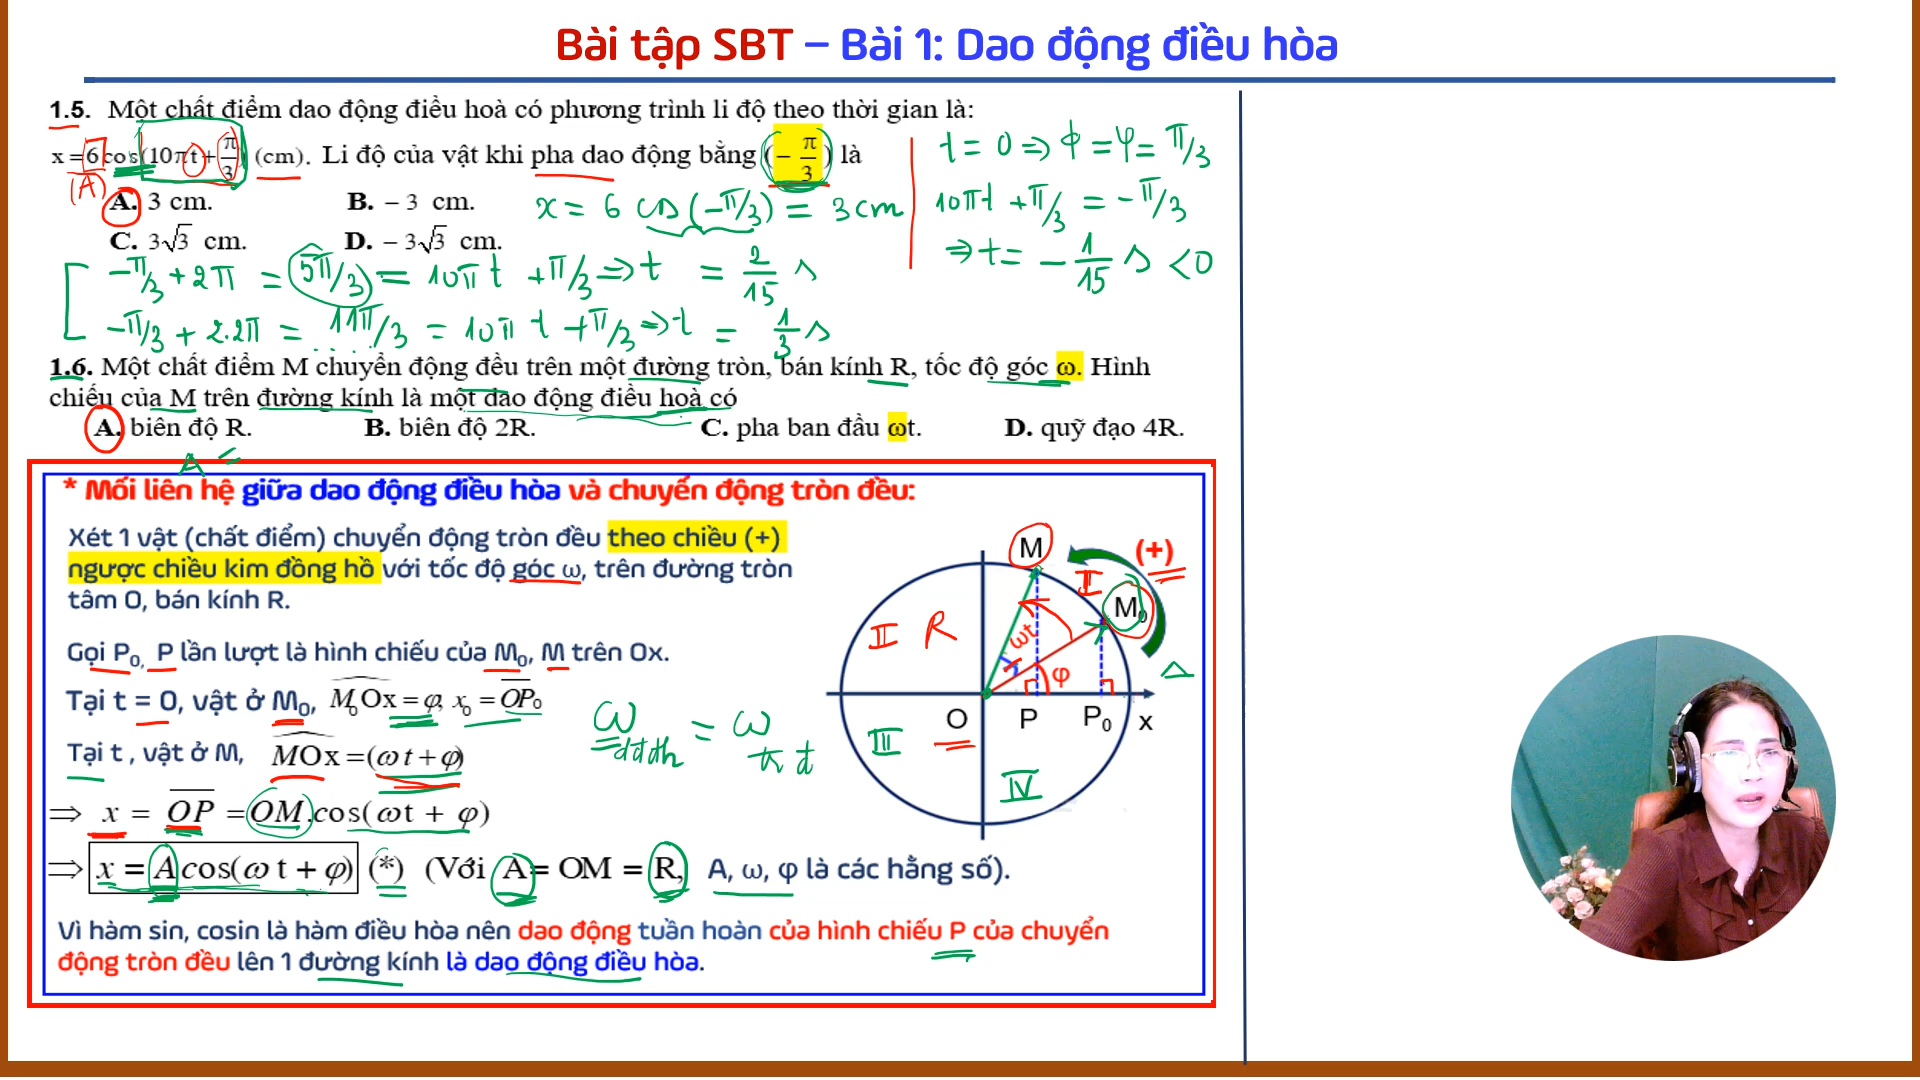 Bài tập SBT – Bài 1: Dao động điều hòa
1.5. Một chất điểm dao động điều hoà có phương trình li độ theo thời gian là:
x = 6cos(10πt + π/3) (cm). Li độ của vật khi pha dao động bằng (− π/3) là
(A)
A. 3 cm.
B. – 3 cm.
C. 3√3 cm.
D. – 3√3 cm.
x = 6 cos(−π/3) = 3cm
t = 0 ⇒ ϕ = φ = π/3
10πt + π/3 = −π/3
⇒ t = − 1/15 s < 0
−π/3 + 2π = 5π/3 = 10πt + π/3 ⇒ t = 2/15 s
−π/3 + 2.2π = 11π/3 = 10πt + π/3 ⇒ t = 1/3 s
.....
1.6. Một chất điểm M chuyển động đều trên một đường tròn, bán kính R, tốc độ góc ω. Hình
chiếu của M trên đường kính là một dao động điều hoà có
A. biên độ R.
B. biên độ 2R.
C. pha ban đầu ωt.
D. quỹ đạo 4R.
A =
* Mối liên hệ giữa dao động điều hòa và chuyển động tròn đều:
Xét 1 vật (chất điểm) chuyển động tròn đều theo chiều (+)
ngược chiều kim đồng hồ với tốc độ góc ω, trên đường tròn
tâm O, bán kính R.
Gọi P₀, P lần lượt là hình chiếu của M₀, M trên Ox.
Tại t = 0, vật ở M₀, M₀Ox = φ, x₀ = OP₀
Tại t , vật ở M, MOx = (ωt + φ)
⇒ x = OP = OM.cos(ωt + φ)
⇒ x = A cos(ωt + φ) (*) (Với A = OM = R, A, ω, φ là các hằng số).
Vì hàm sin, cosin là hàm điều hòa nên dao động tuần hoàn của hình chiếu P của chuyển
động tròn đều lên 1 đường kính là dao động điều hòa.
ω dđđh = ω
M
(+)
I
M₀
II
R
ωt
φ
O
P
P₀
x
III
IV